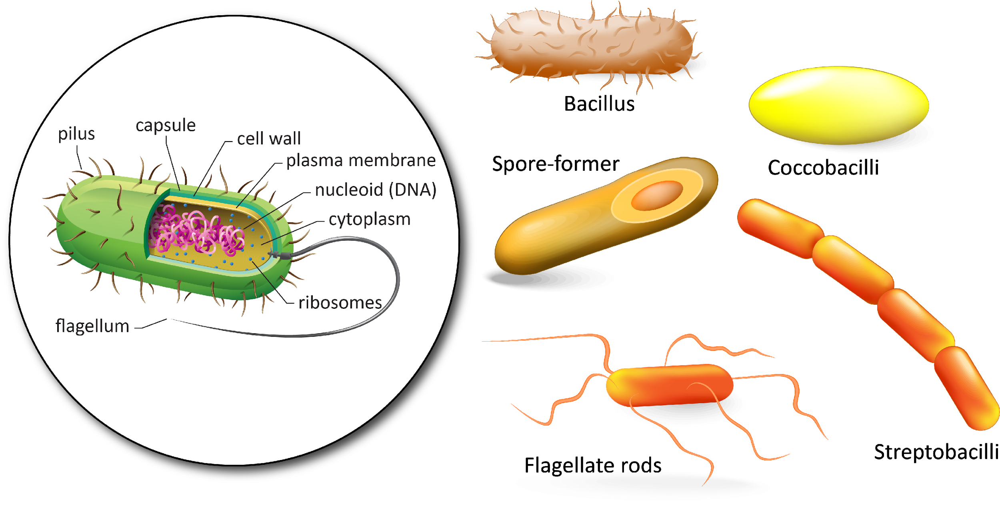 pilus
capsule
cell wall
plasma membrane
nucleoid (DNA)
cytoplasm
ribosomes
flagellum
Bacillus
Coccobacilli
Spore-former
Streptobacilli
Flagellate rods